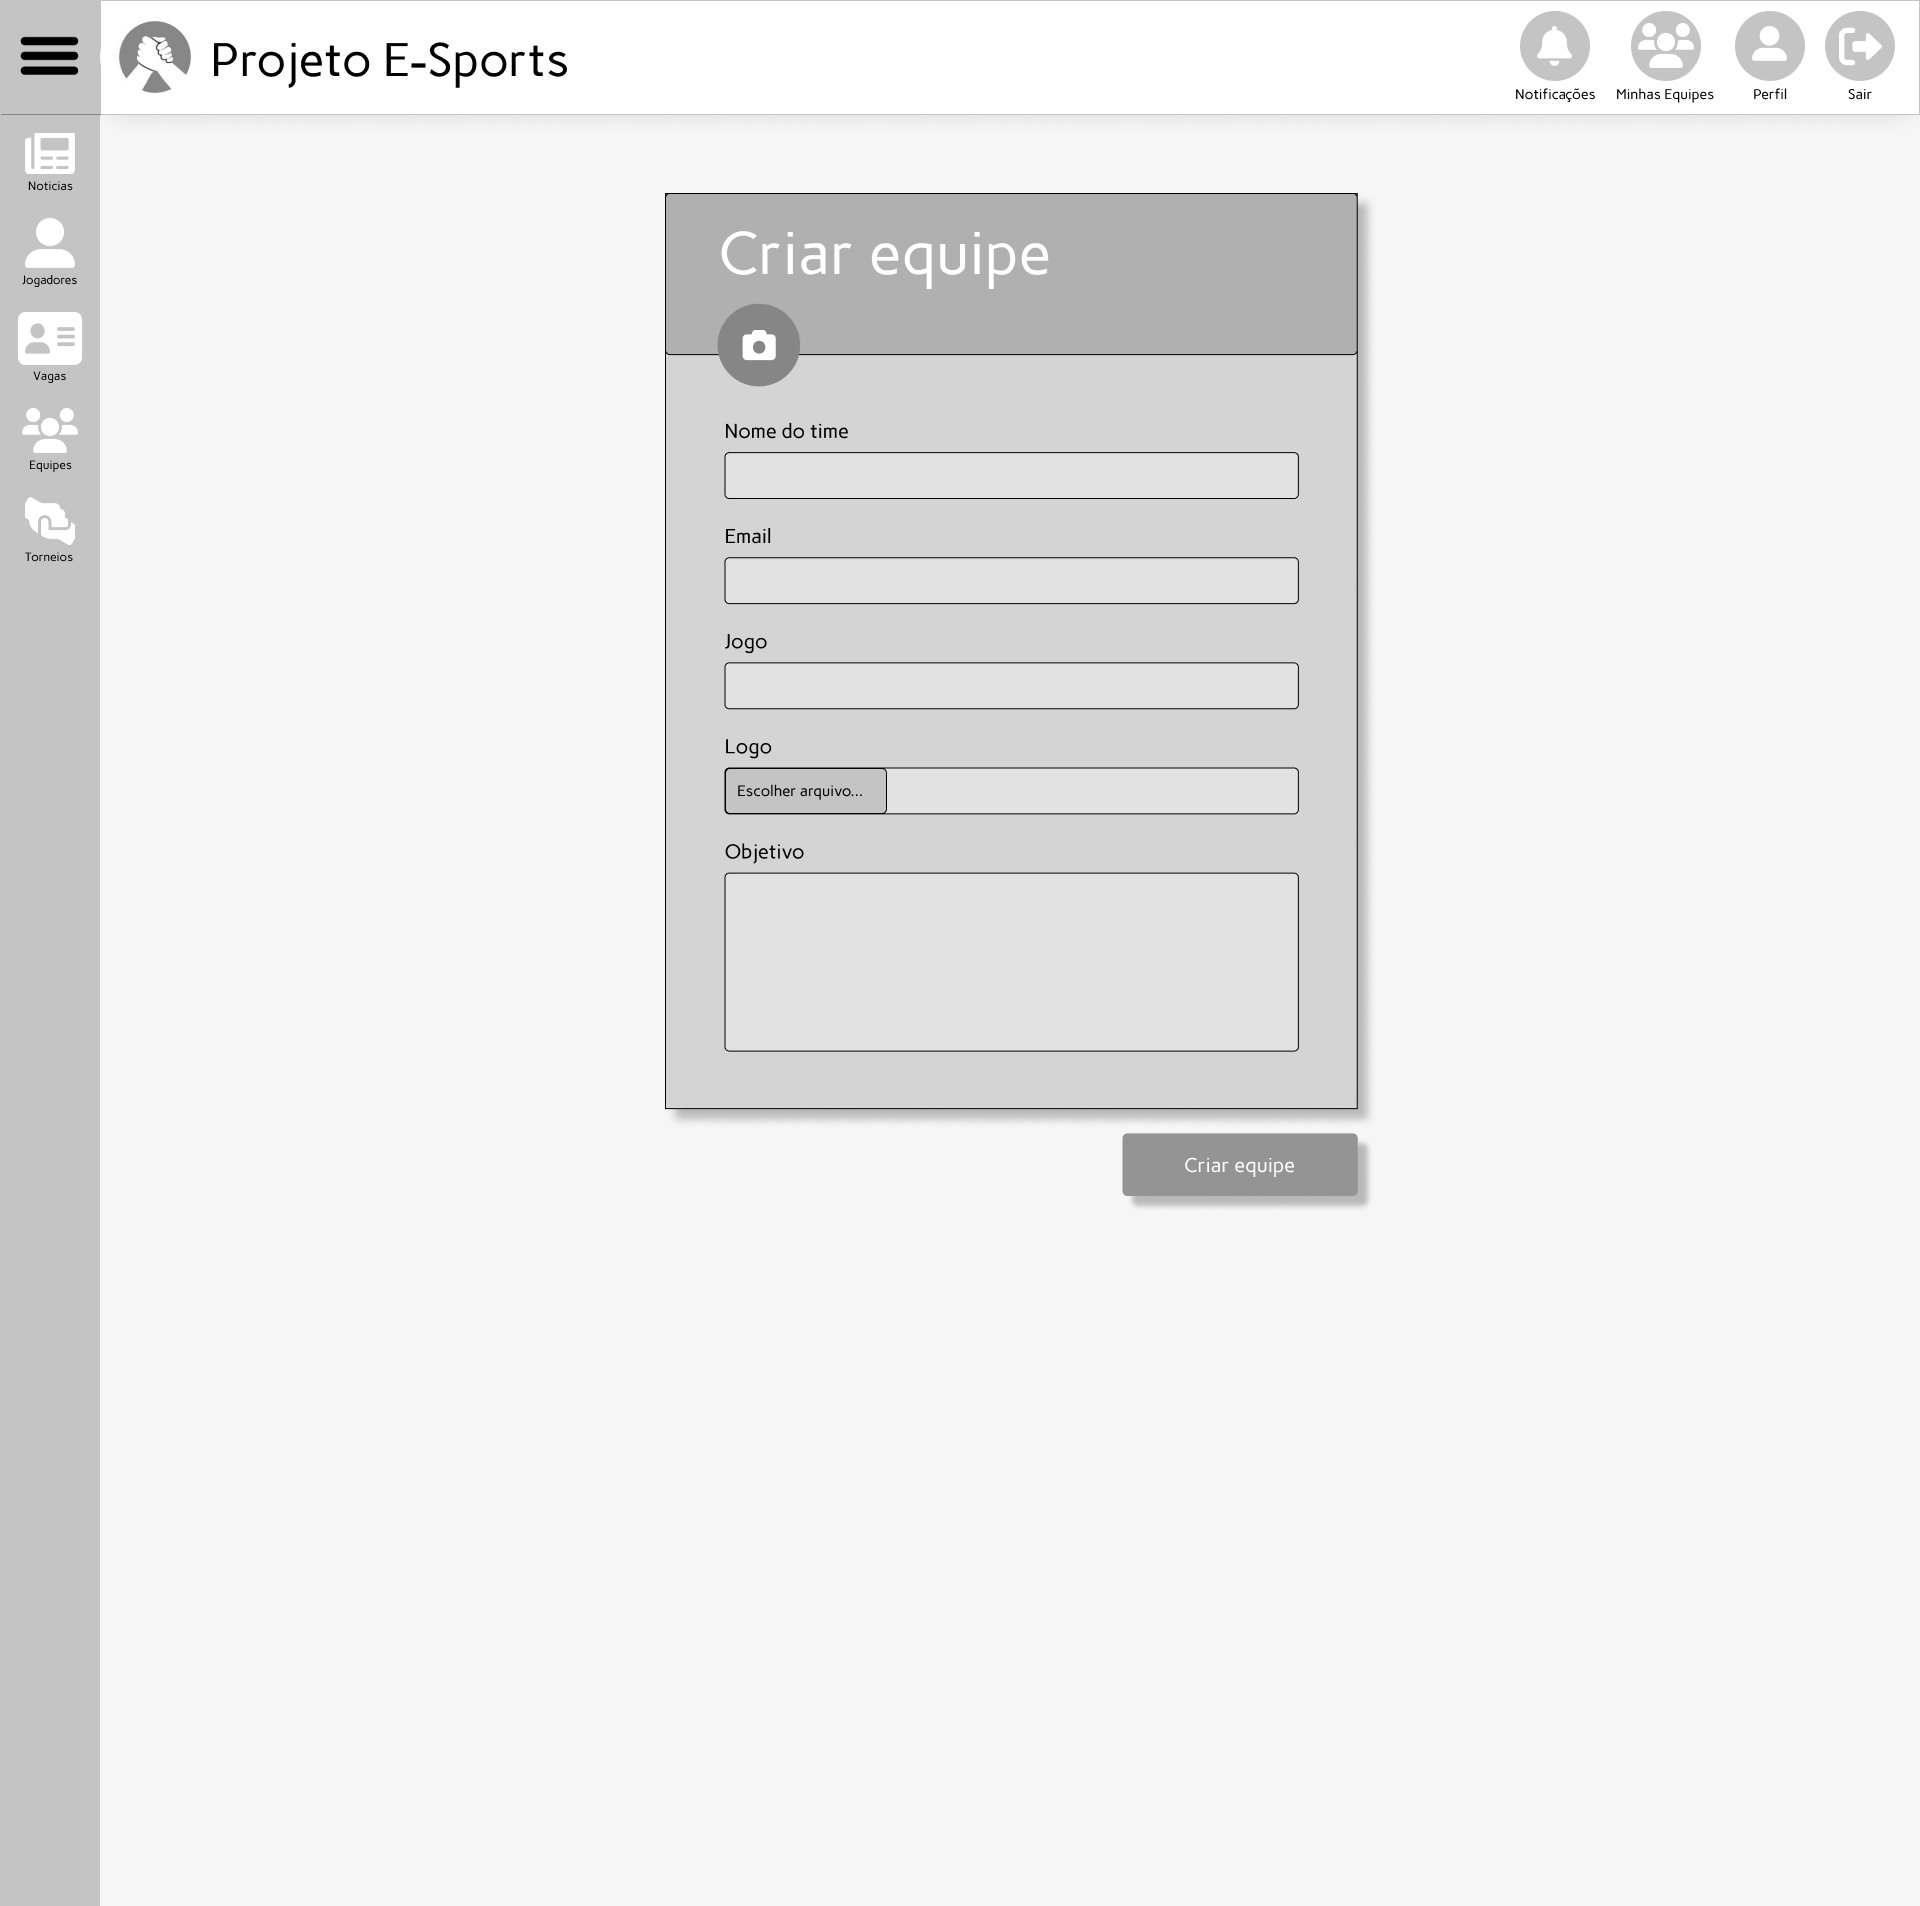 Projeto E-Sports
Notificações
Minhas Equipes
Perfil
Sair
Noticias
Jogadores
Vagas
Equipes
Torneios
Criar equipe
Nome do time
Email
Jogo
Logo
Escolher arquivo...
Objetivo
Criar equipe